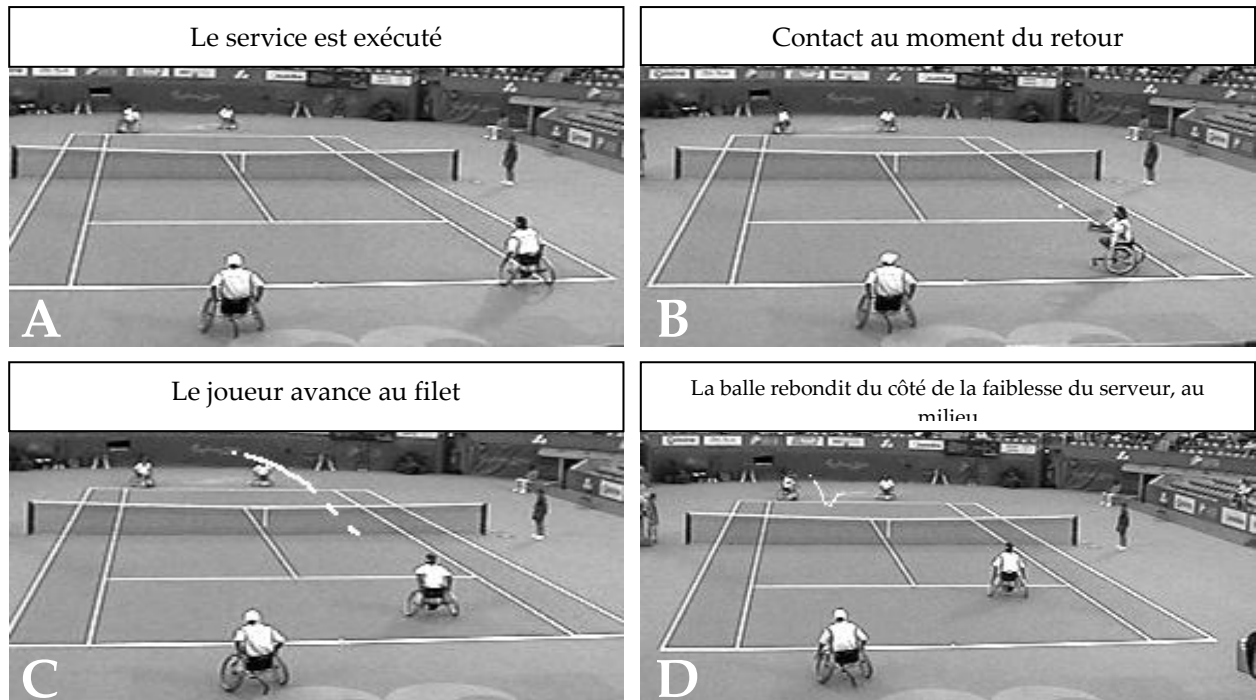 Le service est exécuté
Contact au moment du retour
A
B
Le joueur avance au filet
La balle rebondit du côté de la faiblesse du serveur, au
milieu
C
D